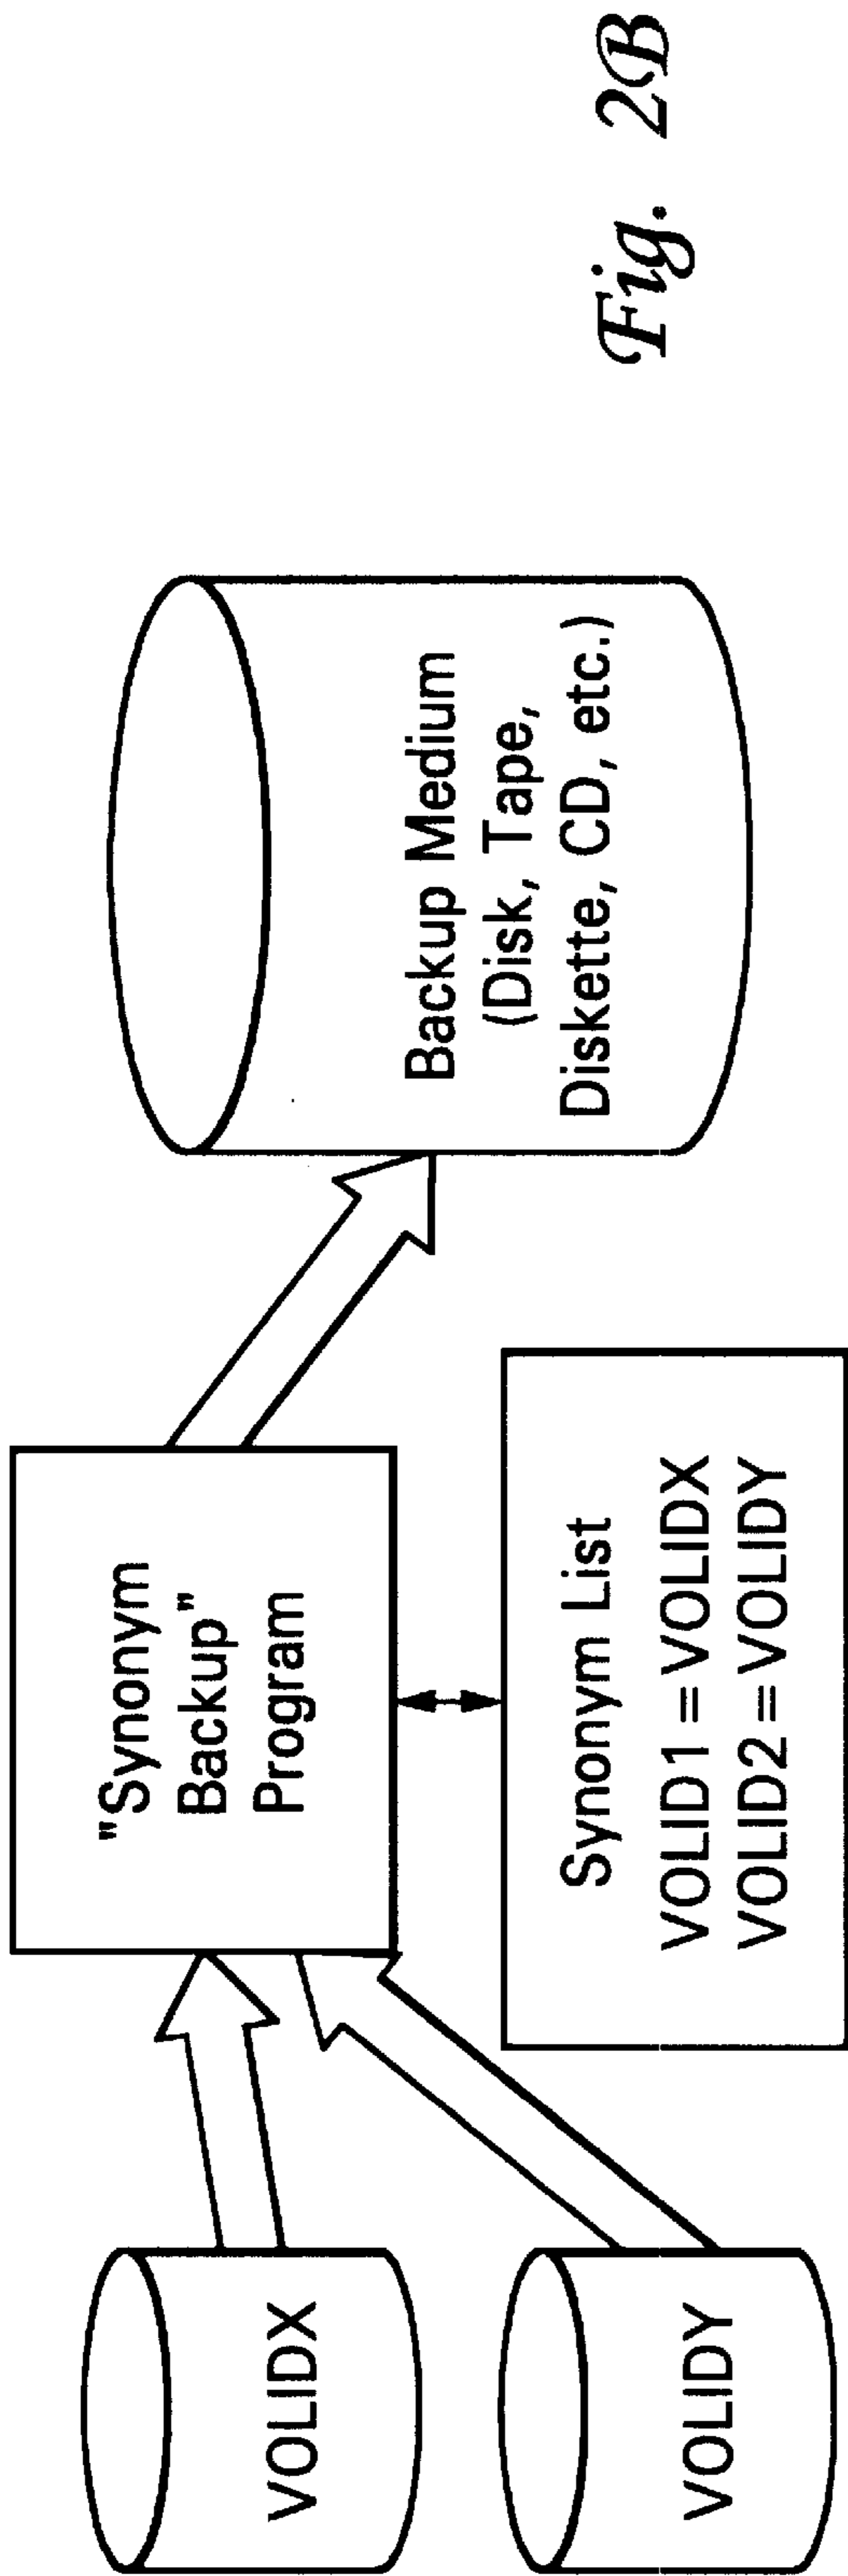 VOLIDX
VOLIDY
"Synonym
Backup"
Program
Synonym List
VOLID1 = VOLIDX
VOLID2 = VOLIDY
Backup Medium
(Disk, Tape,
Diskette, CD, etc.)
Fig. 2B